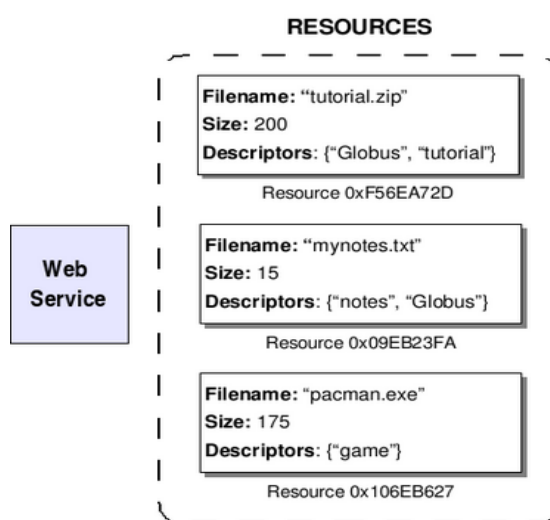 RESOURCES
Filename: “tutorial.zip”
Size: 200
Descriptors: {“Globus”, “tutorial”}
Resource 0xF56EA72D
Web
Service
Filename: “mynotes.txt”
Size: 15
Descriptors: {“notes”, “Globus”}
Resource 0x09EB23FA
Filename: “pacman.exe”
Size: 175
Descriptors: {“game”}
Resource 0x106EB627